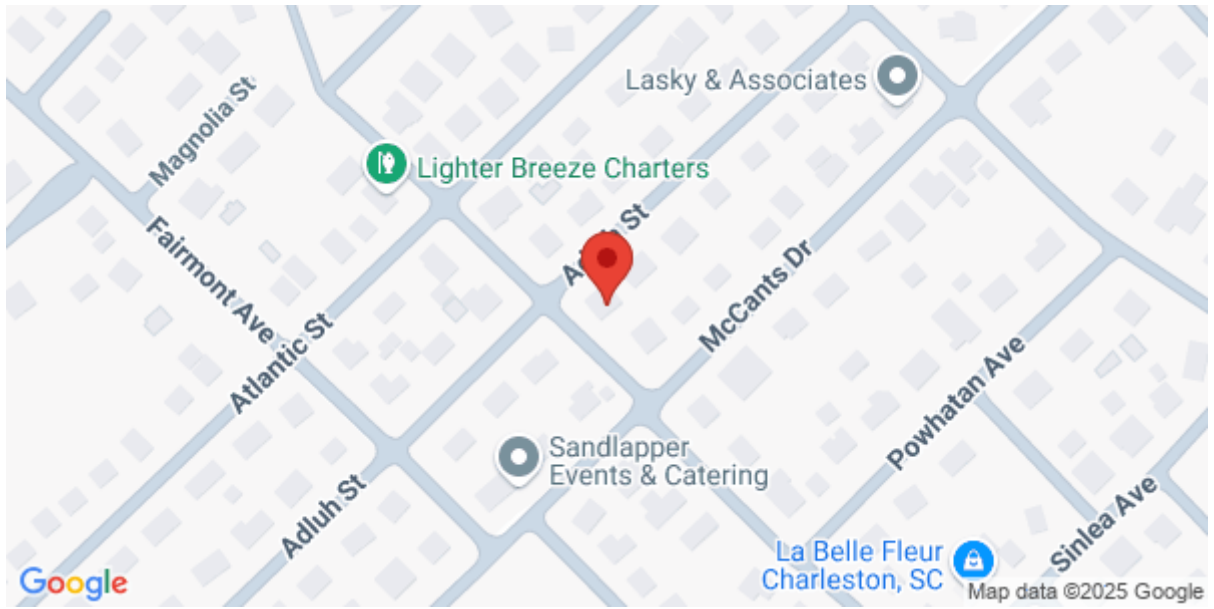 Lasky & Associates
Magnolia St
Lighter Breeze Charters
St
Fairmont Ave
McCants Dr
Atlantic St
Powhatan Ave
Sandlapper
Events & Catering
Adluh St
Sinlea Ave
La Belle Fleur
Charleston, SC
Google
Map data ©2025 Google